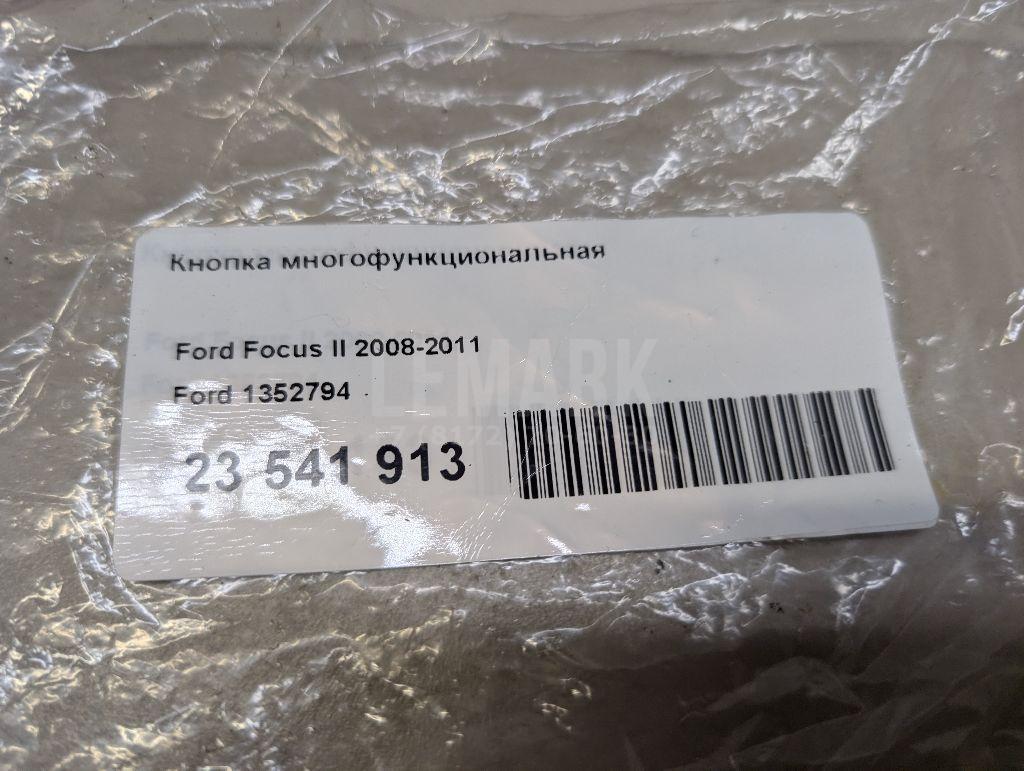 Кнопка многофункциональная
Ford Focus II 2008-2011
Ford 1352794
LEMARK
23 541 913